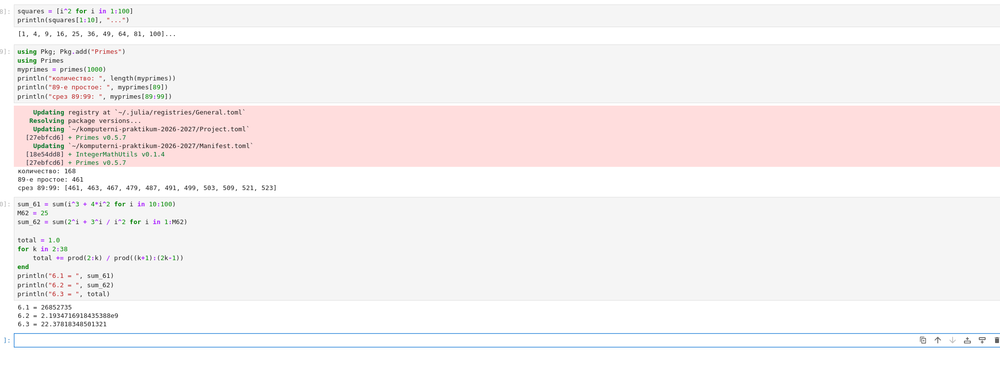 8]:
squares = [i^2 for i in 1:100]
println(squares[1:10], "...")
[1, 4, 9, 16, 25, 36, 49, 64, 81, 100]...
9]:
using Pkg; Pkg.add("Primes")
using Primes
myprimes = primes(1000)
println("количество: ", length(myprimes))
println("89-е простое: ", myprimes[89])
println("срез 89:99: ", myprimes[89:99])
Updating registry at `~/.julia/registries/General.toml`
Resolving package versions...
Updating `~/komputerni-praktikum-2026-2027/Project.toml`
[27ebfcd6] + Primes v0.5.7
Updating `~/komputerni-praktikum-2026-2027/Manifest.toml`
[18e54dd8] + IntegerMathUtils v0.1.4
[27ebfcd6] + Primes v0.5.7
количество: 168
89-е простое: 461
срез 89:99: [461, 463, 467, 479, 487, 491, 499, 503, 509, 521, 523]
0]:
sum_61 = sum(i^3 + 4*i^2 for i in 10:100)
M62 = 25
sum_62 = sum(2^i + 3^i / i^2 for i in 1:M62)
total = 1.0
for k in 2:38
    total += prod(2:k) / prod((k+1):(2k-1))
end
println("6.1 = ", sum_61)
println("6.2 = ", sum_62)
println("6.3 = ", total)
6.1 = 26852735
6.2 = 2.1934716918435388e9
6.3 = 22.37818348501321
]: